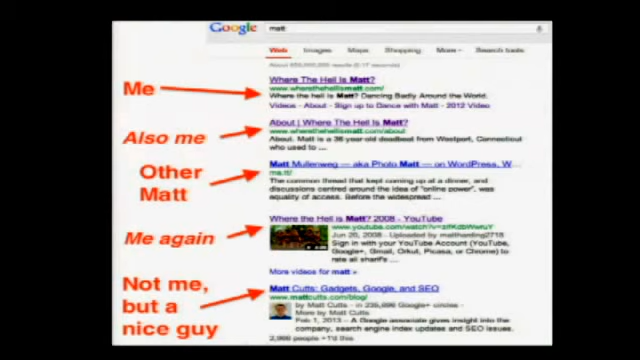 Google
matt
Web Images Maps Shopping More Search tools
Me
Where The Hell Is Matt?
www.wherethehellismatt.com/
Where the hell is Matt? Dancing Badly Around the World.
Videos - About - Sign up to Dance with Matt - 2012 Video
Also me
About | Where The Hell Is Matt?
www.wherethehellismatt.com/about
About. Matt is a 36 year old deadbeat from Westport, Connecticut
who used to ...
Other
Matt
Matt Mullenweg — aka Photo Matt — on WordPress, W...
ma.tt/
The common thread that kept coming up at a dinner, and
discussions centred around the idea of "online power", was
equality of access. Before the widespread ...
Me again
Where the Hell is Matt? 2008 - YouTube
Jun 20, 2008 - Uploaded by mattharding2718
Sign in with your YouTube Account (YouTube,
Google+, Gmail, Orkut, Picasa, or Chrome) to
rate
More videos for matt »
Not me,
but a
nice guy
Matt Cutts: Gadgets, Google, and SEO
www.mattcutts.com/blog/
by Matt Cutts - in Google+ circles -
More by Matt Cutts
Feb 1, 2013 - A Google associate gives insight into the
company, search engine index updates and SEO issues.
people +1'd this